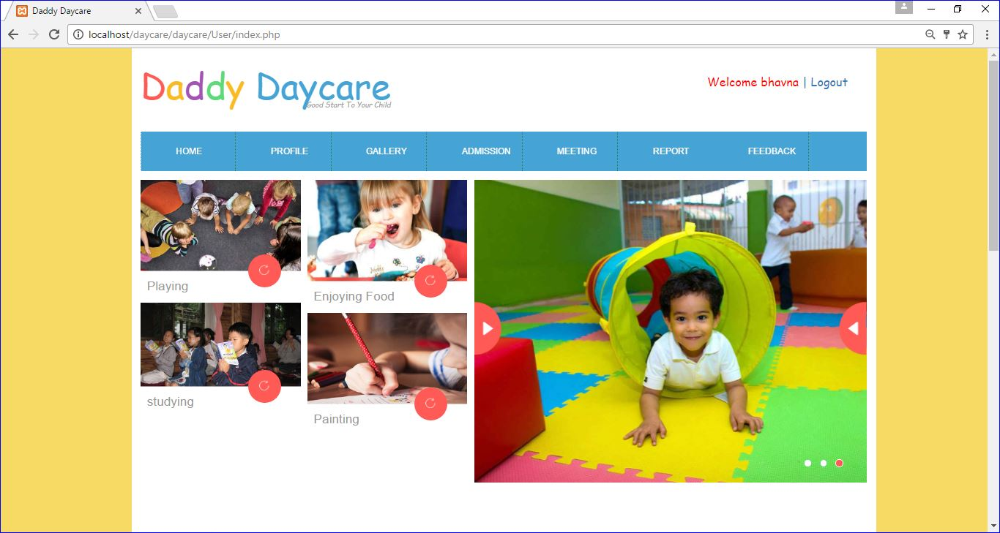 Daddy Daycare
localhost/daycare/daycare/User/index.php
Daddy Daycare
Good Start To Your Child
Welcome bhavna | Logout
HOME PROFILE GALLERY ADMISSION MEETING REPORT FEEDBACK
Playing
Enjoying Food
studying
Painting